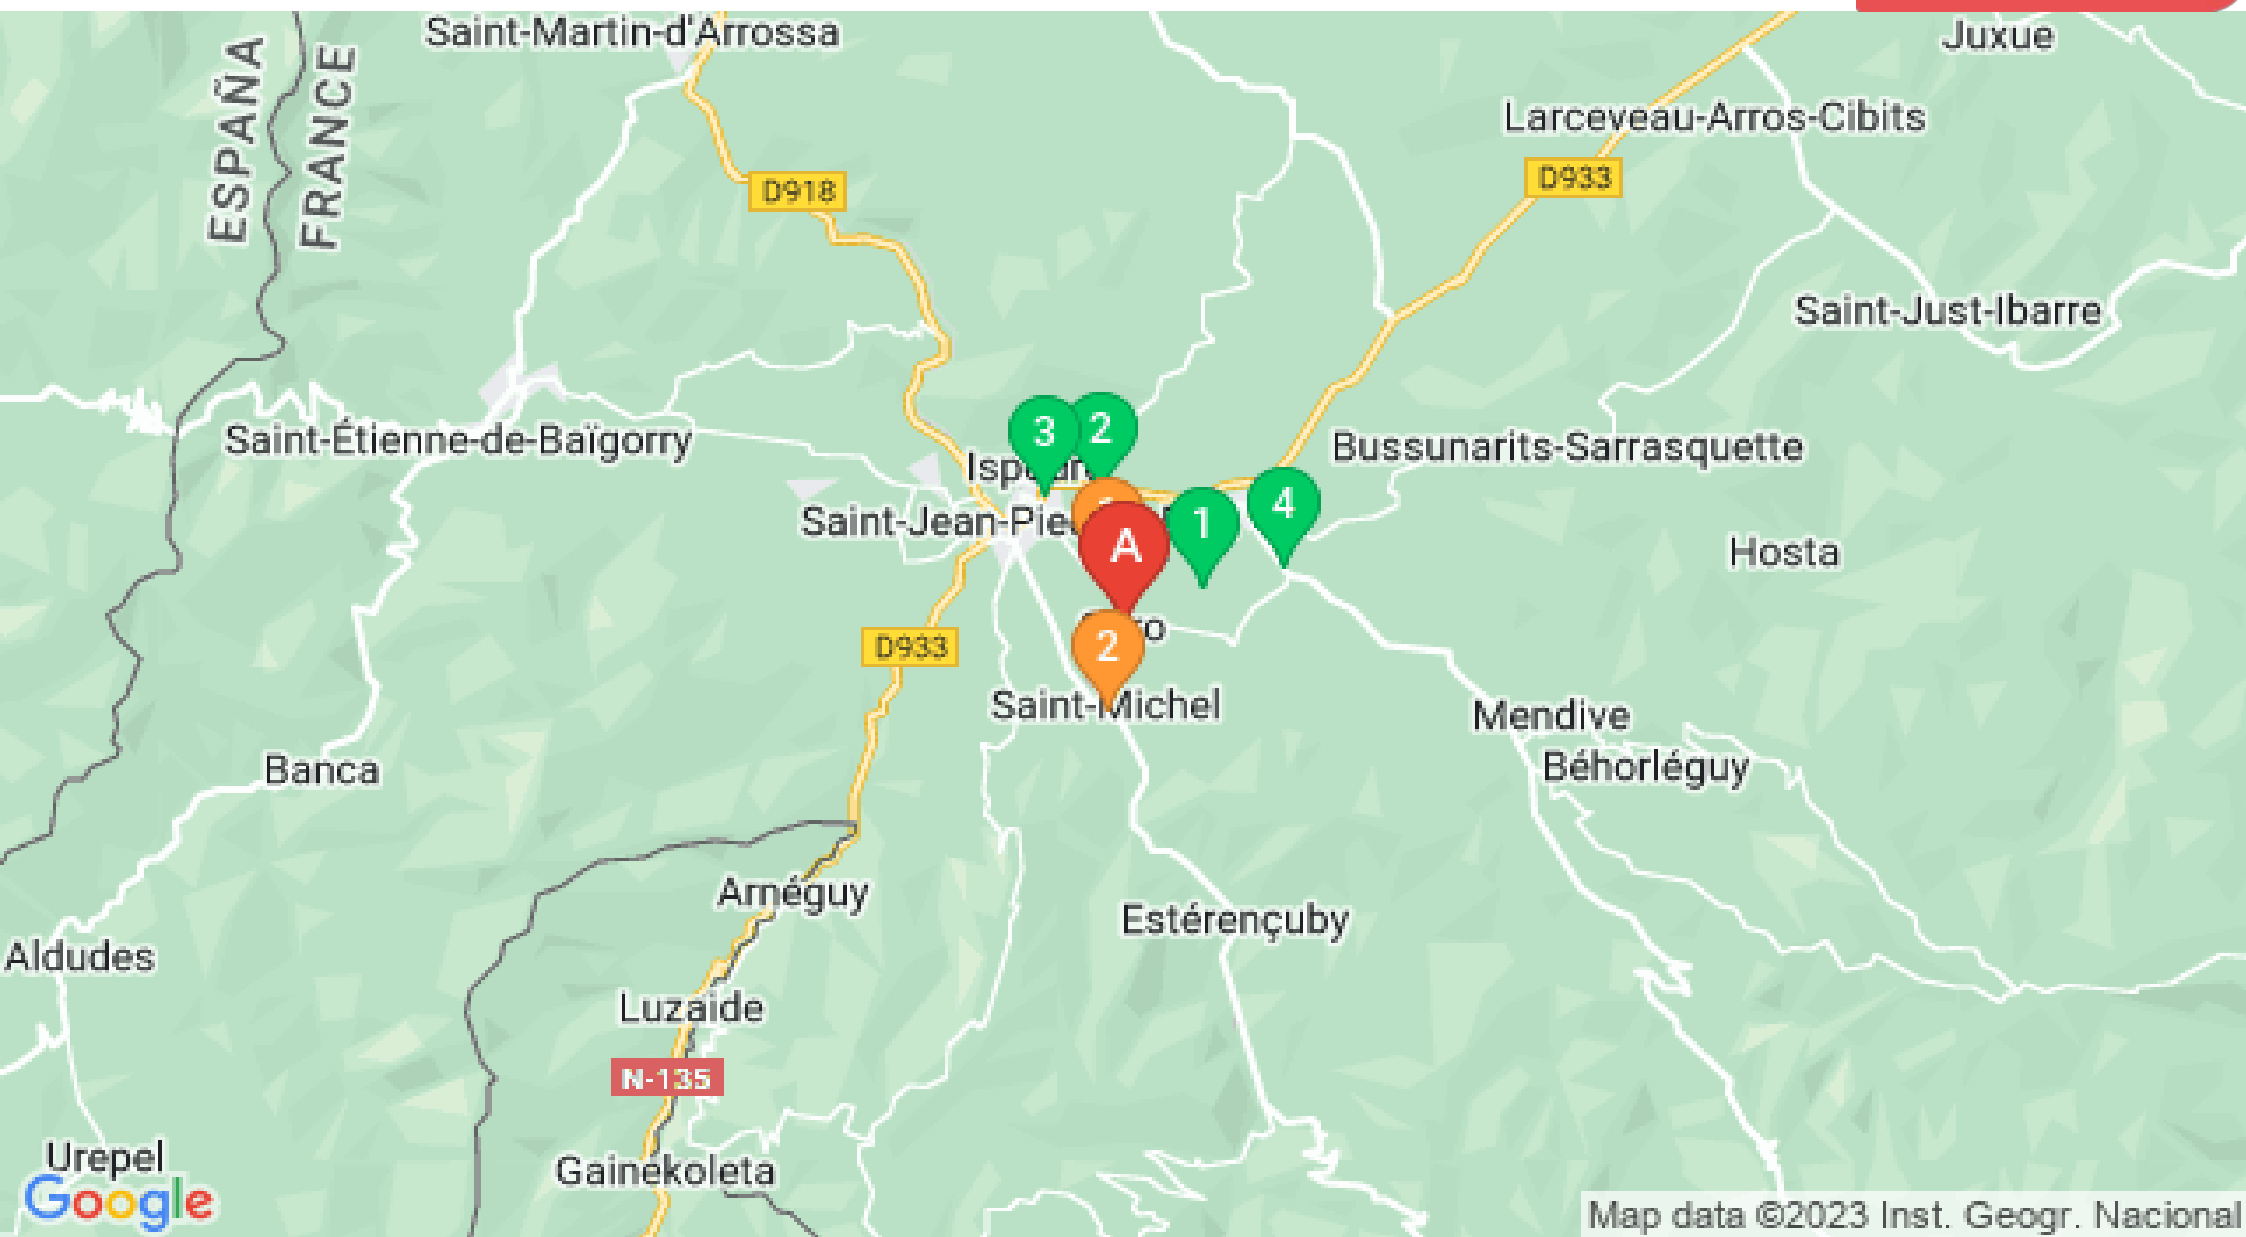 Saint-Martin-d'Arrossa
Juxue
ESPAÑA
FRANCE
Larceveau-Arros-Cibits
D918
D933
Saint-Just-Ibarre
3
2
Saint-Étienne-de-Baïgorry
Bussunarits-Sarrasquette
4
1
A
Hosta
D933
2
Saint-Michel
Mendive
Béhorléguy
Banca
Arnéguy
Estérençuby
Aldudes
Luzaide
N-135
Urepel
Gainekoleta
Google
Map data ©2023 Inst. Geogr. Nacional